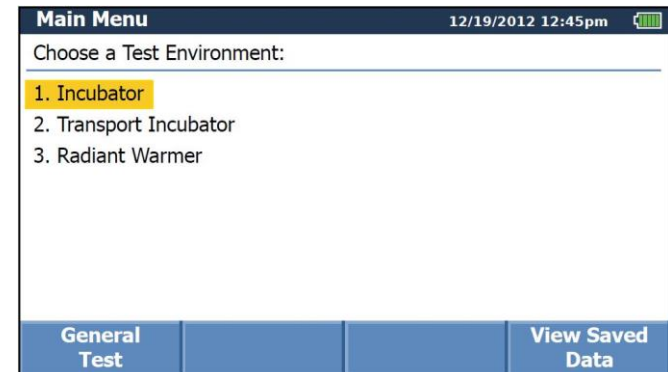 Main Menu 12/19/2012 12:45pm
Choose a Test Environment:
1. Incubator
2. Transport Incubator
3. Radiant Warmer
General Test View Saved Data